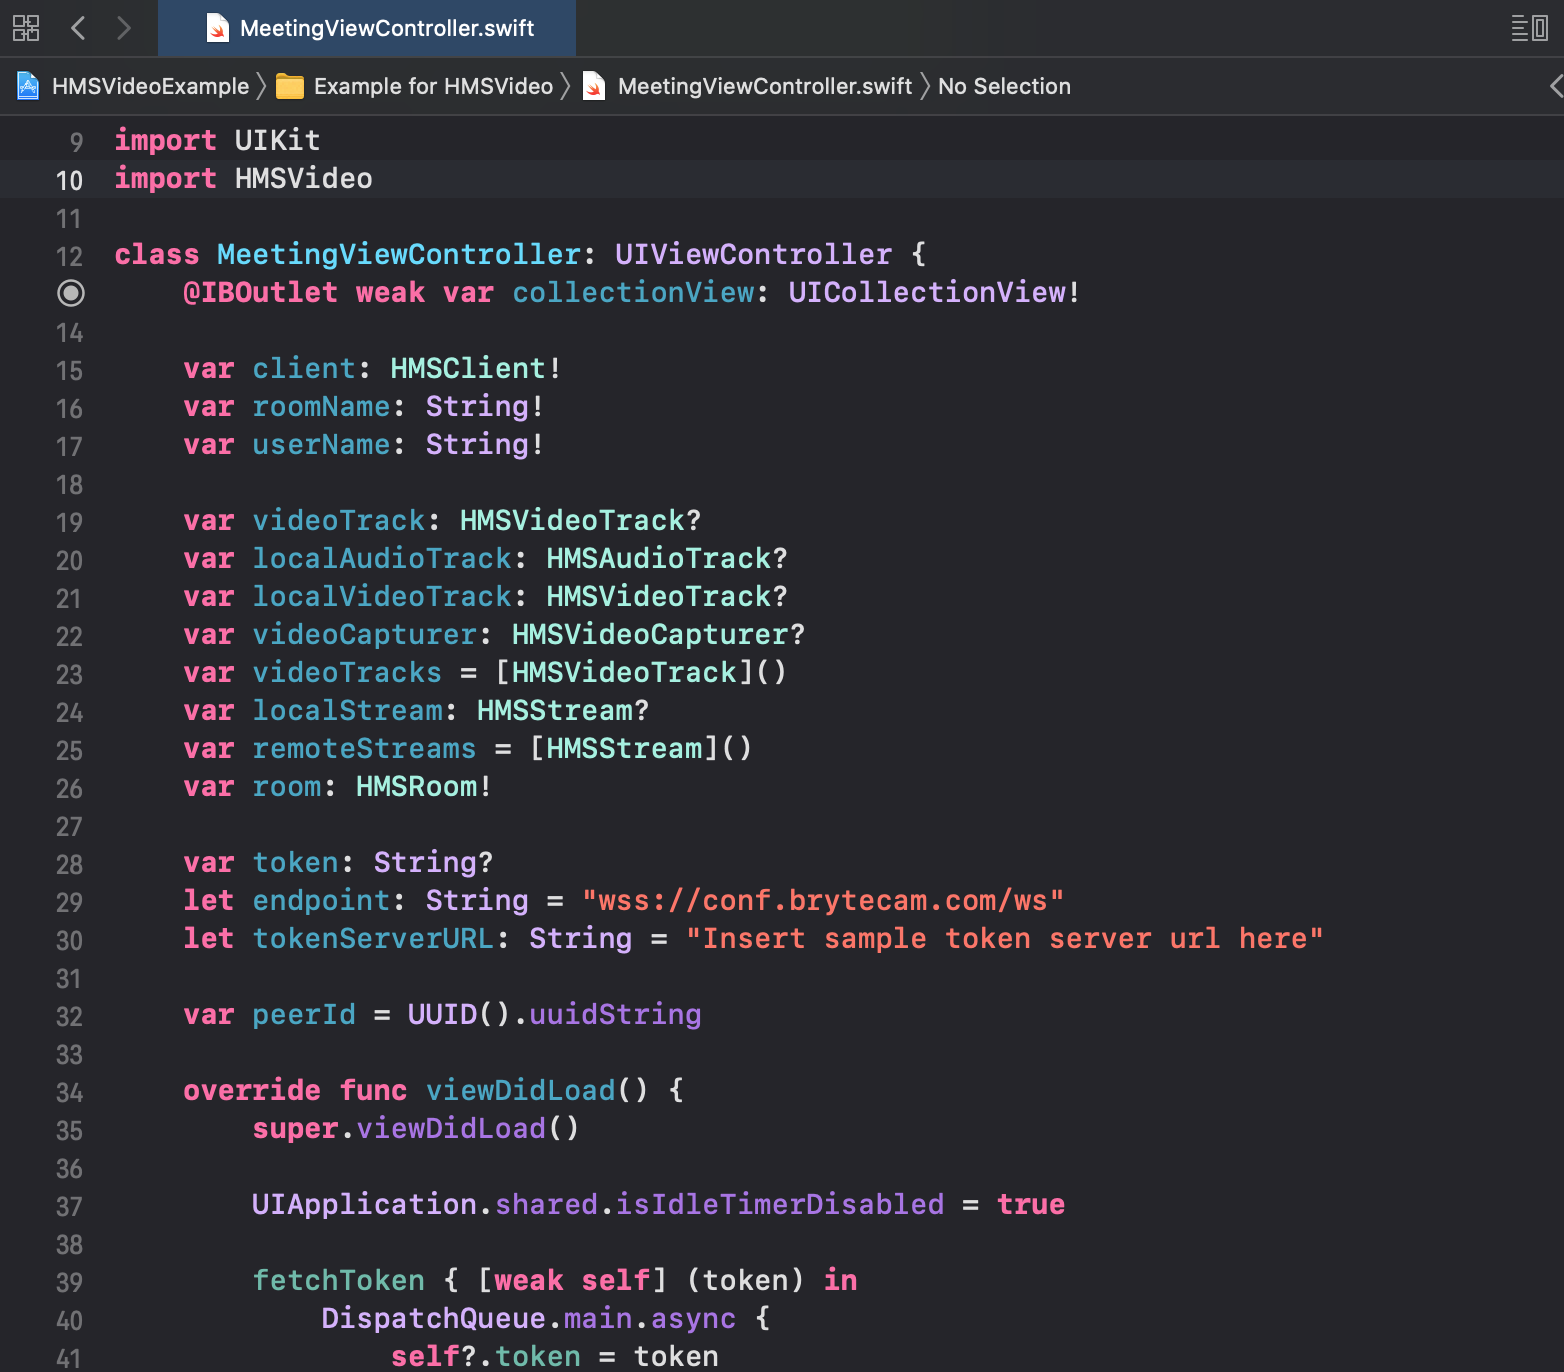 MeetingViewController.swift
HMSVideoExample 〉 Example for HMSVideo 〉 MeetingViewController.swift 〉 No Selection
9 import UIKit
10 import HMSVideo
11
12 class MeetingViewController: UIViewController {
@IBOutlet weak var collectionView: UICollectionView!
14
15 var client: HMSClient!
16 var roomName: String!
17 var userName: String!
18
19 var videoTrack: HMSVideoTrack?
20 var localAudioTrack: HMSAudioTrack?
21 var localVideoTrack: HMSVideoTrack?
22 var videoCapturer: HMSVideoCapturer?
23 var videoTracks = [HMSVideoTrack]()
24 var localStream: HMSStream?
25 var remoteStreams = [HMSStream]()
26 var room: HMSRoom!
27
28 var token: String?
29 let endpoint: String = "wss://conf.brytecam.com/ws"
30 let tokenServerURL: String = "Insert sample token server url here"
31
32 var peerId = UUID().uuidString
33
34 override func viewDidLoad() {
35 super.viewDidLoad()
36
37 UIApplication.shared.isIdleTimerDisabled = true
38
39 fetchToken { [weak self] (token) in
40 DispatchQueue.main.async {
41 self?.token = token